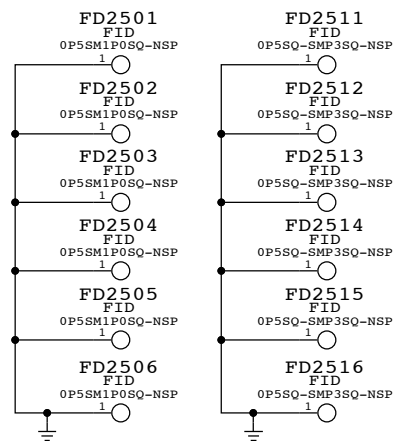 FD2501
FID
0P5SM1P0SQ-NSP
1
FD2502
FID
0P5SM1P0SQ-NSP
1
FD2503
FID
0P5SM1P0SQ-NSP
1
FD2504
FID
0P5SM1P0SQ-NSP
1
FD2505
FID
0P5SM1P0SQ-NSP
1
FD2506
FID
0P5SM1P0SQ-NSP
1
FD2511
FID
0P5SQ-SMP3SQ-NSP
1
FD2512
FID
0P5SQ-SMP3SQ-NSP
1
FD2513
FID
0P5SQ-SMP3SQ-NSP
1
FD2514
FID
0P5SQ-SMP3SQ-NSP
1
FD2515
FID
0P5SQ-SMP3SQ-NSP
1
FD2516
FID
0P5SQ-SMP3SQ-NSP
1